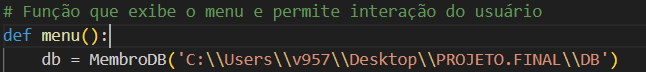 # Função que exibe o menu e permite interação do usuário
def menu():
    db = MembroDB('C:\\Users\\v957\\Desktop\\PROJETO.FINAL\\DB')